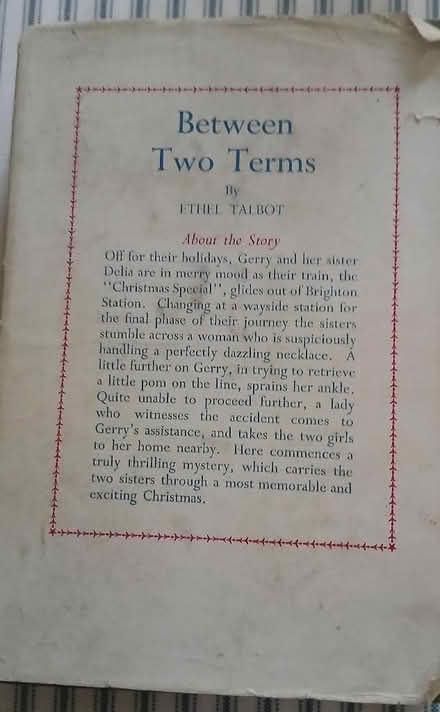 Between
Two Terms
By
ETHEL TALBOT
About the Story
Off for their holidays, Gerry and her sister
Delia are in merry mood as their train, the
"Christmas Special", glides out of Brighton
Station. Changing at a wayside station for
the final phase of their journey the sisters
stumble across a woman who is suspiciously
handling a perfectly dazzling necklace. A
little further on Gerry, in trying to retrieve
a little pom on the line, sprains her ankle.
Quite unable to proceed further, a lady
who witnesses the accident comes to
Gerry's assistance, and takes the two girls
to her home nearby. Here commences a
truly thrilling mystery, which carries the
two sisters through a most memorable and
exciting Christmas.